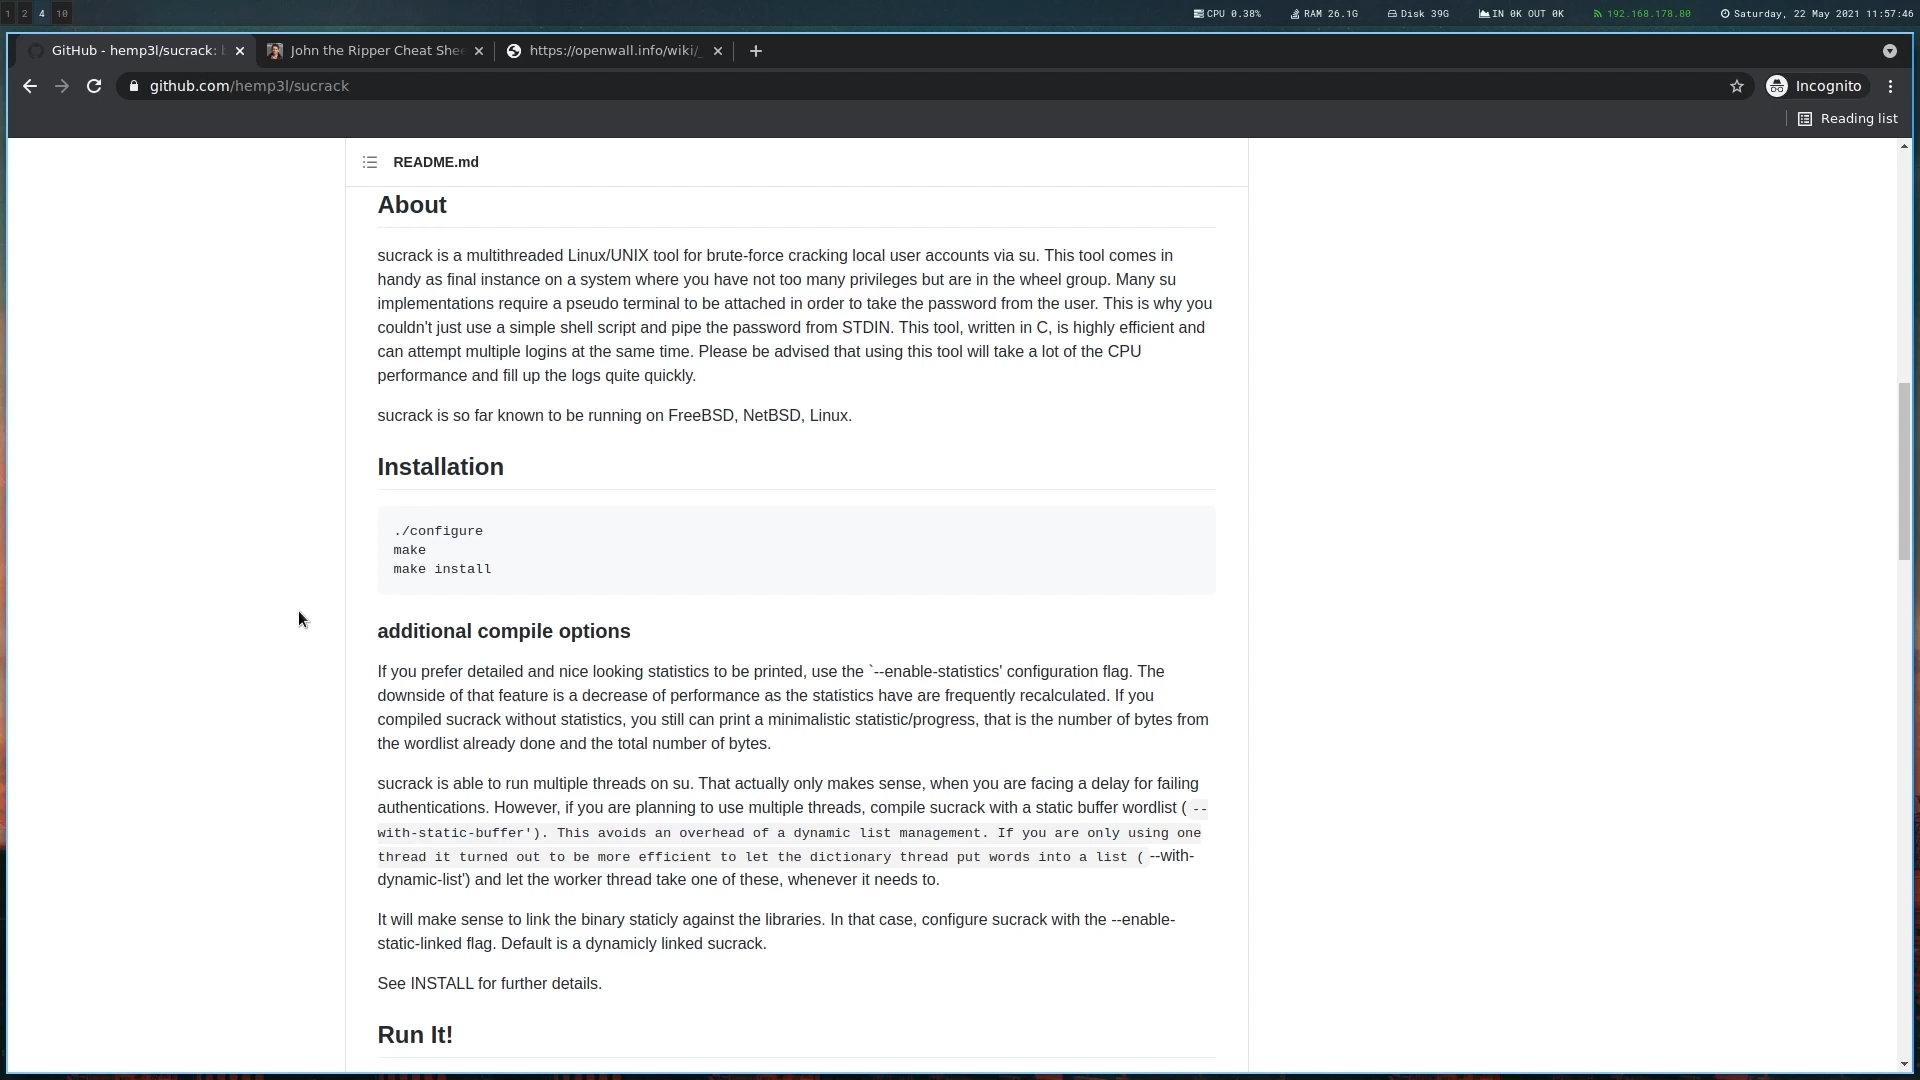 1 2 4 10 CPU 0.38% RAM 26.1G Disk 39G IN 0K OUT 0K 192.168.178.80 Saturday, 22 May 2021 11:57:46
GitHub - hemp3l/sucrack: John the Ripper Cheat She https://openwall.info/wiki/_
github.com/hemp3l/sucrack Incognito
Reading list
README.md
About
sucrack is a multithreaded Linux/UNIX tool for brute-force cracking local user accounts via su. This tool comes in
handy as final instance on a system where you have not too many privileges but are in the wheel group. Many su
implementations require a pseudo terminal to be attached in order to take the password from the user. This is why you
couldn't just use a simple shell script and pipe the password from STDIN. This tool, written in C, is highly efficient and
can attempt multiple logins at the same time. Please be advised that using this tool will take a lot of the CPU
performance and fill up the logs quite quickly.
sucrack is so far known to be running on FreeBSD, NetBSD, Linux.
Installation
./configure
make
make install
additional compile options
If you prefer detailed and nice looking statistics to be printed, use the `--enable-statistics' configuration flag. The
downside of that feature is a decrease of performance as the statistics have are frequently recalculated. If you
compiled sucrack without statistics, you still can print a minimalistic statistic/progress, that is the number of bytes from
the wordlist already done and the total number of bytes.
sucrack is able to run multiple threads on su. That actually only makes sense, when you are facing a delay for failing
authentications. However, if you are planning to use multiple threads, compile sucrack with a static buffer wordlist ( --
with-static-buffer'). This avoids an overhead of a dynamic list management. If you are only using one
thread it turned out to be more efficient to let the dictionary thread put words into a list ( --with-
dynamic-list') and let the worker thread take one of these, whenever it needs to.
It will make sense to link the binary staticly against the libraries. In that case, configure sucrack with the --enable-
static-linked flag. Default is a dynamicly linked sucrack.
See INSTALL for further details.
Run It!